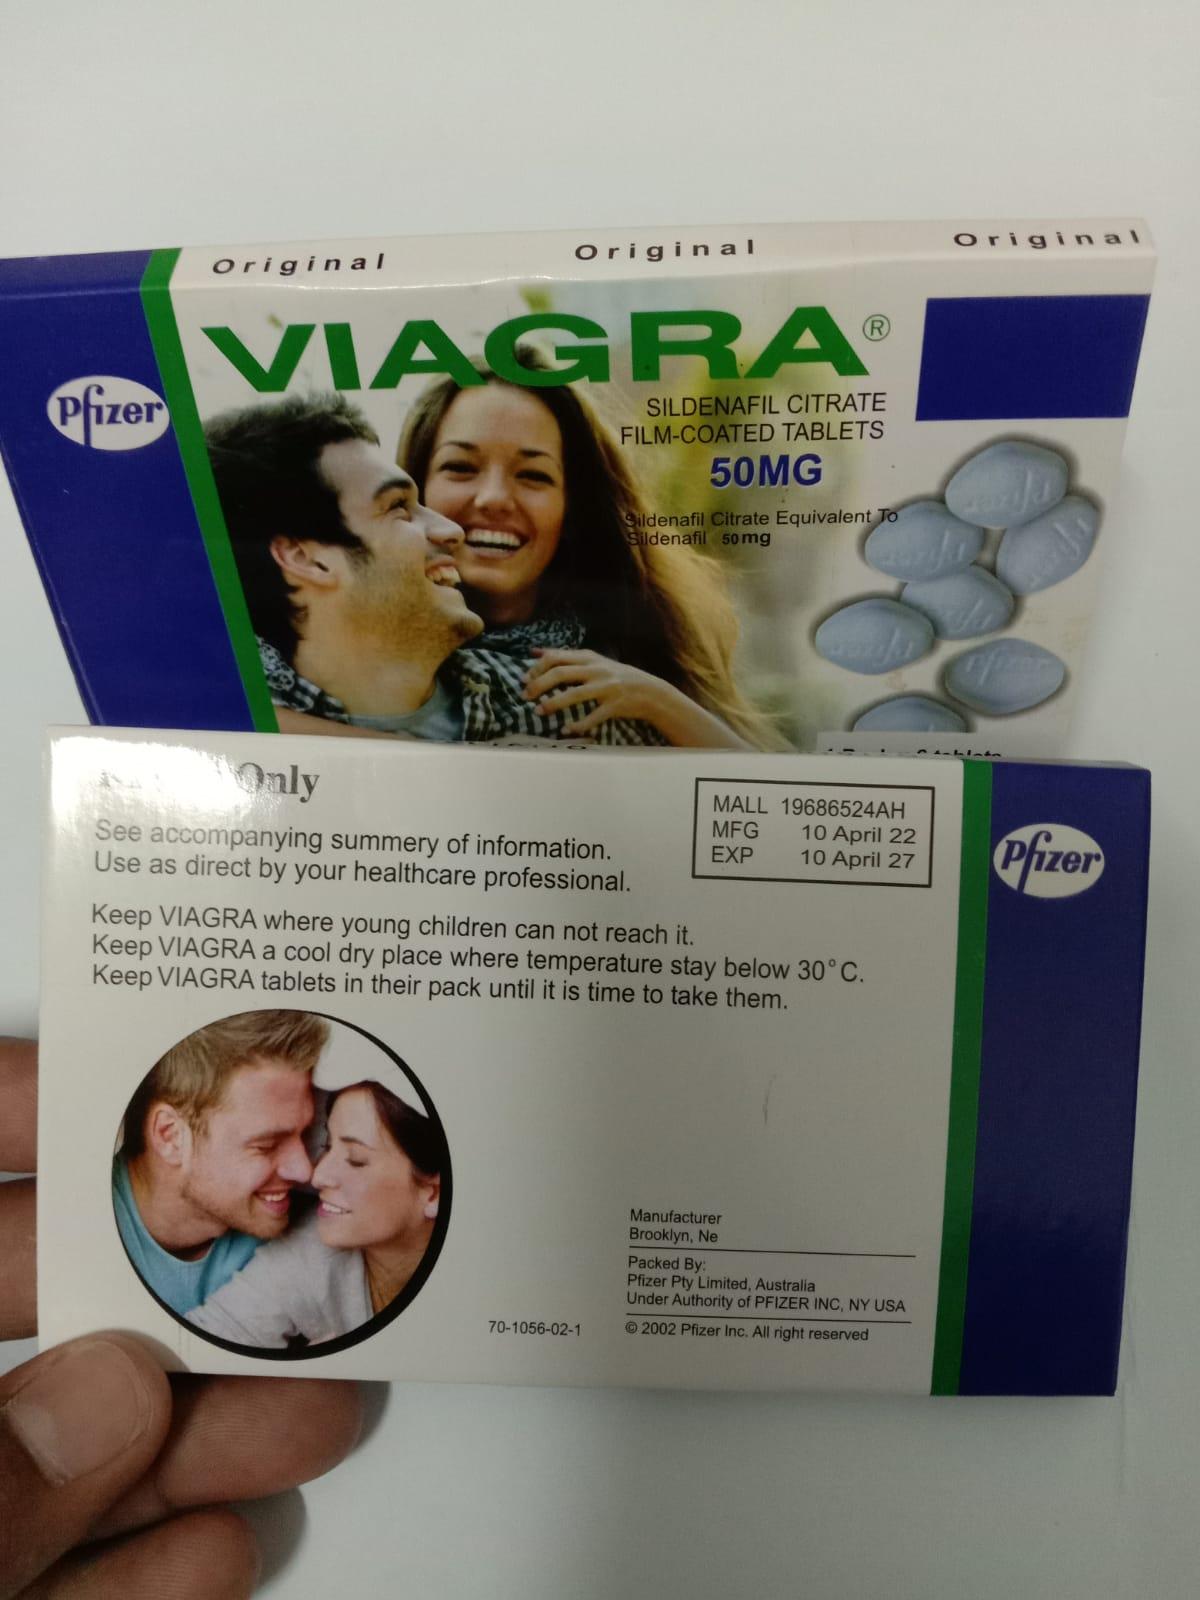 Original Original Original
Pfizer
VIAGRA®
SILDENAFIL CITRATE
FILM-COATED TABLETS
50MG
Sildenafil Citrate Equivalent To
Sildenafil 50mg
Pfizer
Only
See accompanying summery of information.
Use as direct by your healthcare professional.
Keep VIAGRA where young children can not reach it.
Keep VIAGRA a cool dry place where temperature stay below 30°C.
Keep VIAGRA tablets in their pack until it is time to take them.
MALL 19686524AH
MFG 10 April 22
EXP 10 April 27
Pfizer
Manufacturer
Brooklyn, Ne
Packed By:
Pfizer Pty Limited, Australia
Under Authority of PFIZER INC, NY USA
70-1056-02-1
© 2002 Pfizer Inc. All right reserved